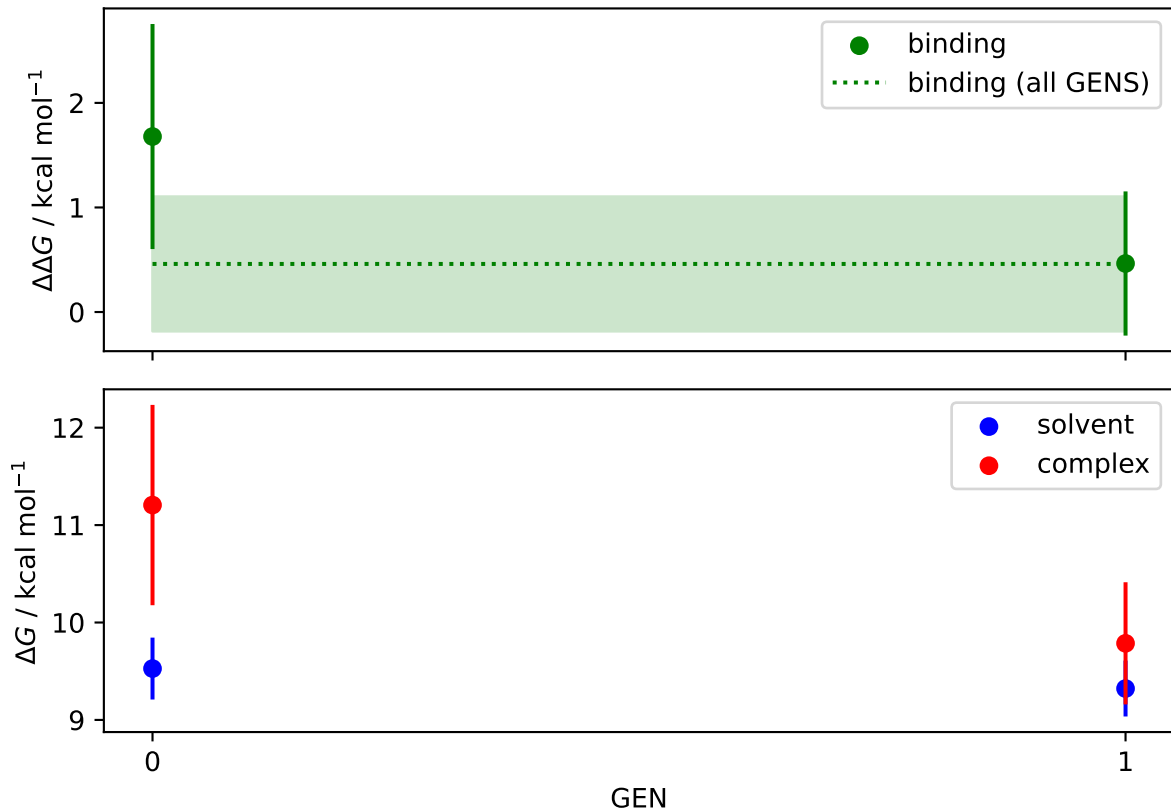 ΔΔG / kcal mol⁻¹
2
1
0
binding
binding (all GENS)
ΔG / kcal mol⁻¹
12
11
10
9
solvent
complex
0
1
GEN